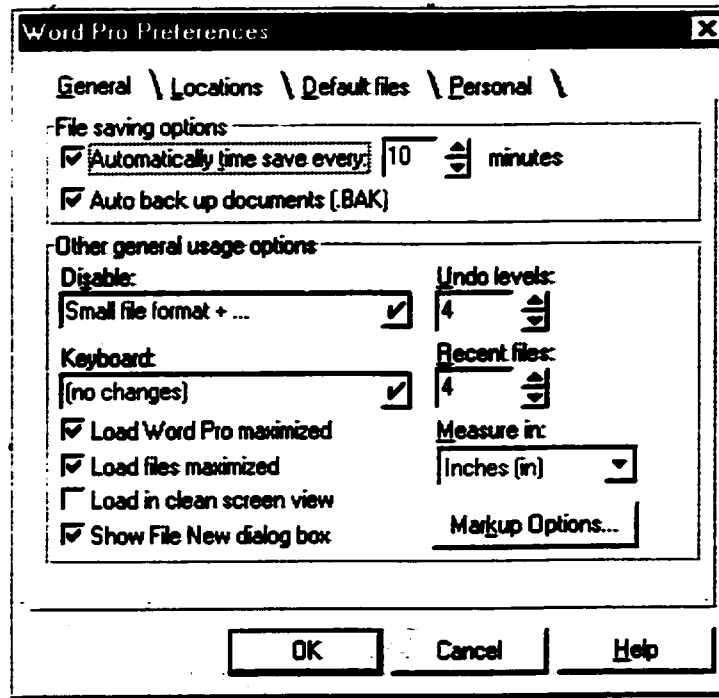 Word Pro Preferences
General \ Locations \ Default files \ Personal \
File saving options
Automatically time save every: 10 minutes
Auto back up documents (.BAK)
Other general usage options
Disable: Undo levels:
Small file format + ... 4
Keyboard: Recent files:
(no changes) 4
Load Word Pro maximized Measure in:
Load files maximized Inches (in)
Load in clean screen view
Show File New dialog box Markup Options...
OK Cancel Help